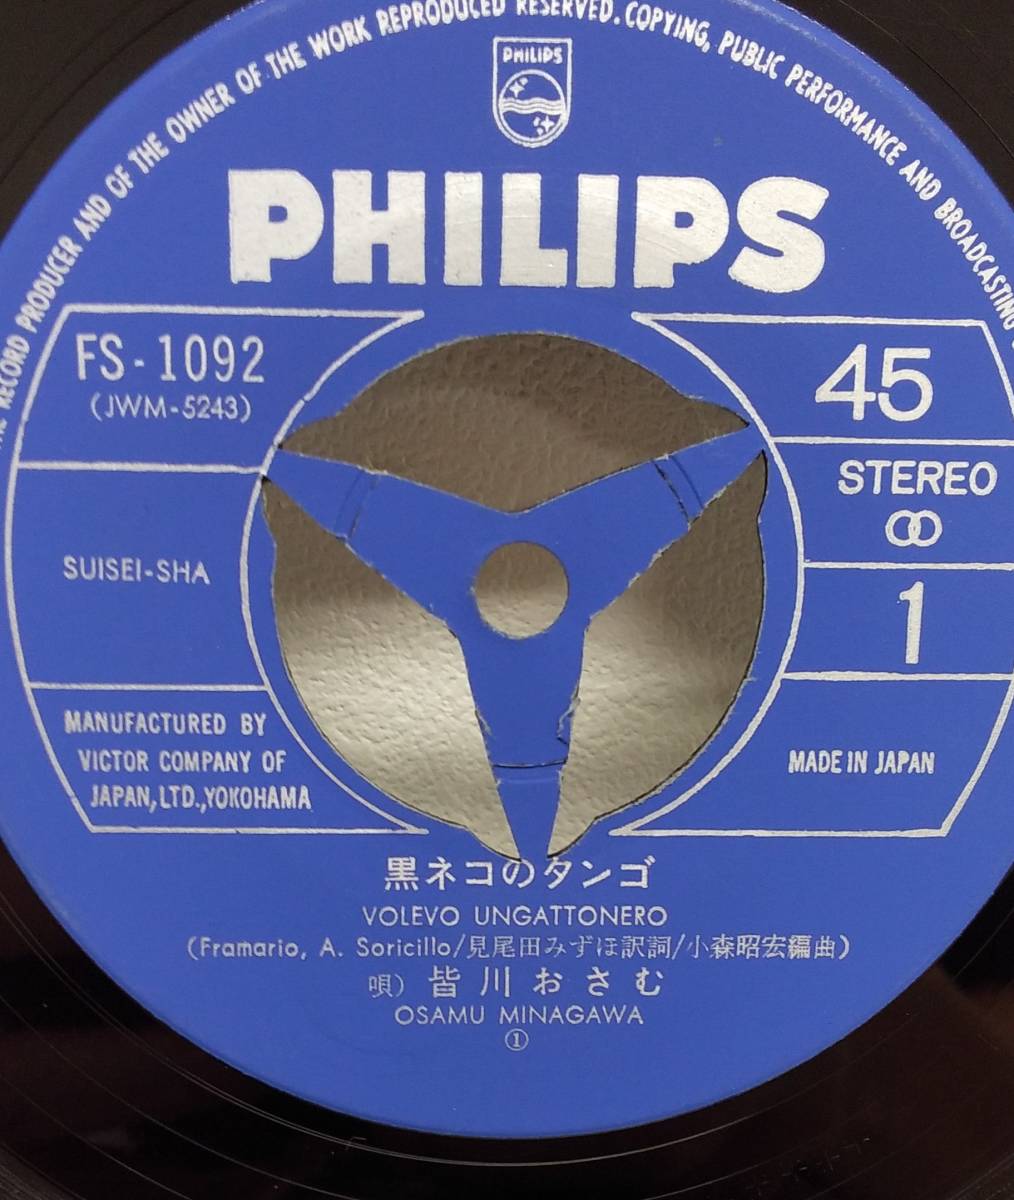 RECORD PRODUCER AND OF THE OWNER OF THE WORK REPRODUCED RESERVED. COPYING, PUBLIC PERFORMANCE AND BROADCASTING
PHILIPS
PHILIPS
FS-1092
(JWM-5243)
45
STEREO
SUISEI-SHA
1
MANUFACTURED BY
VICTOR COMPANY OF
JAPAN,LTD.,YOKOHAMA
MADE IN JAPAN
黒ネコのタンゴ
VOLEVO UNGATTONERO
(Framario, A. Soricillo/見尾田みずほ訳詞/小森昭宏編曲)
唄) 皆川おさむ
OSAMU MINAGAWA
①